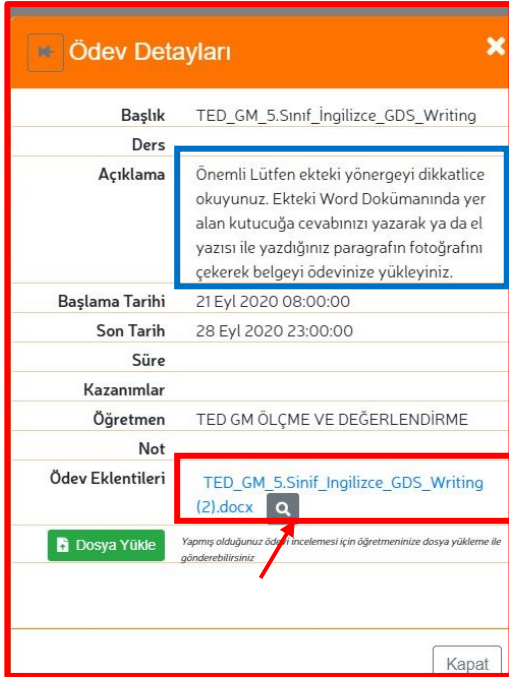 Ödev Detayları
Başlık TED_GM_5.Sınıf_İngilizce_GDS_Writing
Ders
Açıklama Önemli Lütfen ekteki yönergeyi dikkatlice
okuyunuz. Ekteki Word Dokümanında yer
alan kutucuğa cevabınızı yazarak ya da el
yazısı ile yazdığınız paragrafın fotoğrafını
çekerek belgeyi ödevinize yükleyiniz.
Başlama Tarihi 21 Eyl 2020 08:00:00
Son Tarih 28 Eyl 2020 23:00:00
Süre
Kazanımlar
Öğretmen TED GM ÖLÇME VE DEĞERLENDİRME
Not
Ödev Eklentileri TED_GM_5.Sinif_Ingilizce_GDS_Writing
(2).docx
Dosya Yükle Yapmış olduğunuz ödevi incelemesi için öğretmeninize dosya yükleme ile
gönderebilirsiniz
Kapat